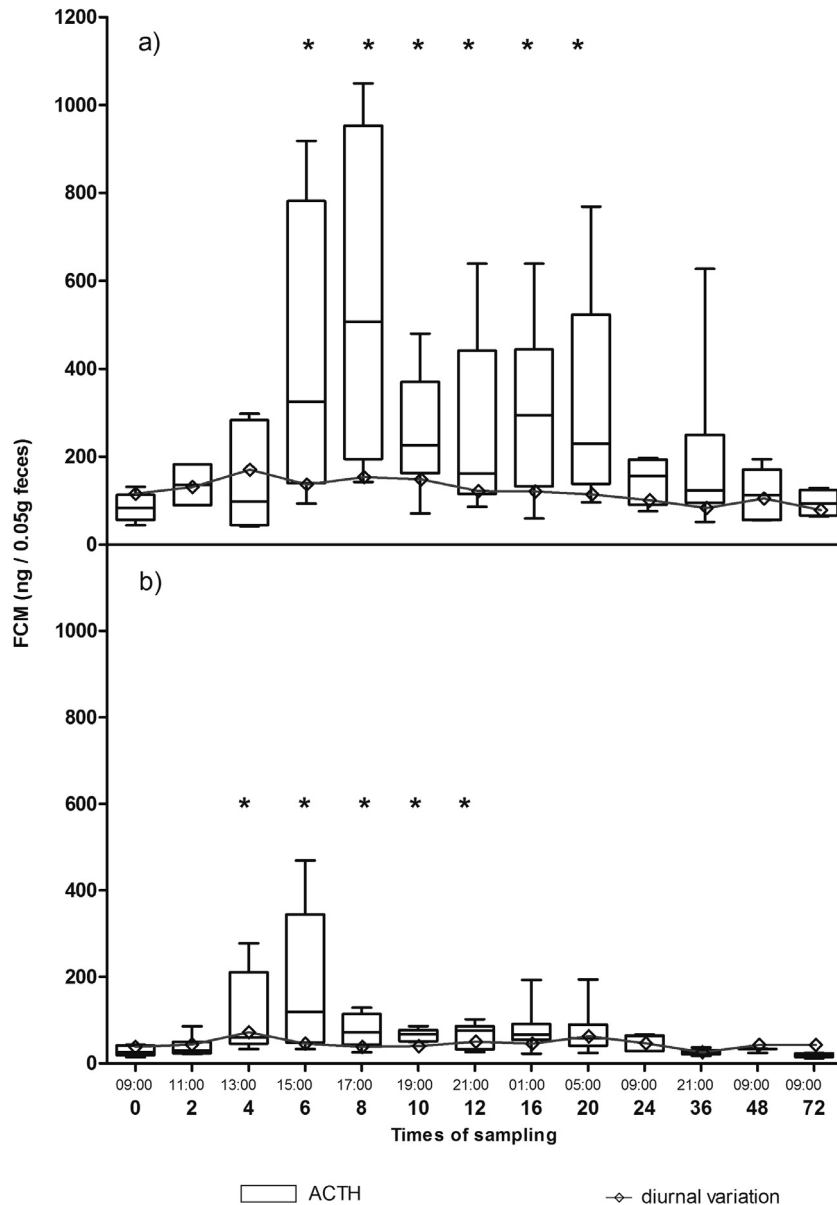 1200
a)
* * * * * *
1000
800
600
400
200
0
b)
1000
800
600
* * * * *
400
200
0
FCM (ng / 0.05g feces)
09:00 11:00 13:00 15:00 17:00 19:00 21:00 01:00 05:00 09:00 21:00 09:00 09:00
0 2 4 6 8 10 12 16 20 24 36 48 72
Times of sampling
ACTH diurnal variation